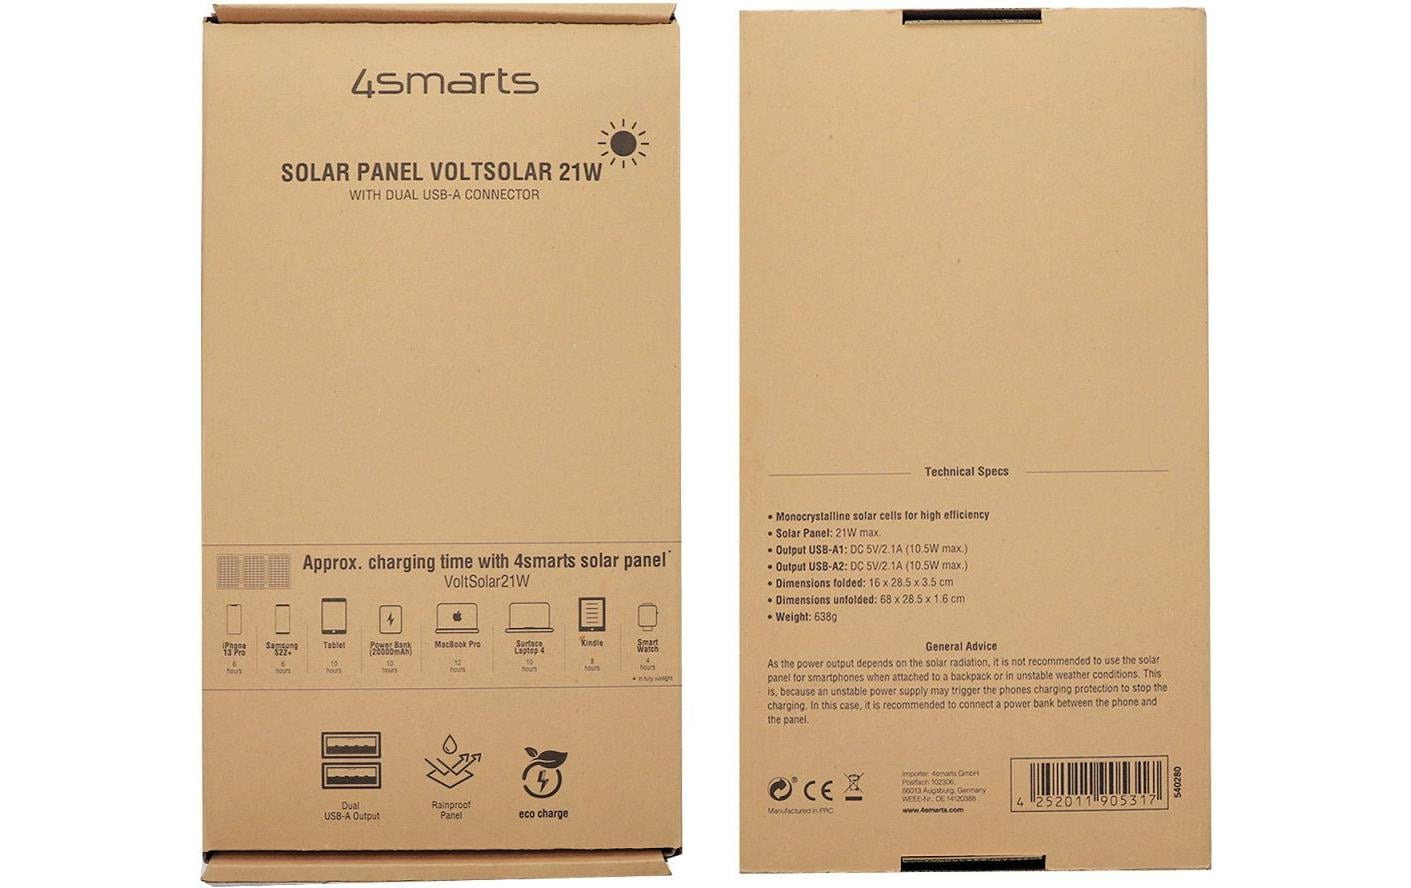 4smarts
SOLAR PANEL VOLTSOLAR 21W
WITH DUAL USB-A CONNECTOR
Approx. charging time with 4smarts solar panel*
VoltSolar21W
iPhone 13 Pro
6 hours
Samsung S22+
6 hours
Tablet
10 hours
Power Bank (20000mAh)
10 hours
MacBook Pro
12 hours
Surface Laptop 4
10 hours
Kindle
8 hours
Smart Watch
4 hours
* in fully sunlight
Dual
USB-A Output
Rainproof
Panel
eco charge
Technical Specs
• Monocrystalline solar cells for high efficiency
• Solar Panel: 21W max.
• Output USB-A1: DC 5V/2.1A (10.5W max.)
• Output USB-A2: DC 5V/2.1A (10.5W max.)
• Dimensions folded: 16 x 28.5 x 3.5 cm
• Dimensions unfolded: 68 x 28.5 x 1.6 cm
• Weight: 638g
General Advice
As the power output depends on the solar radiation, it is not recommended to use the solar
panel for smartphones when attached to a backpack or in unstable weather conditions. This
is, because an unstable power supply may trigger the phones charging protection to stop the
charging. In this case, it is recommended to connect a power bank between the phone and
the panel.
CE
Manufactured in PRC
Importer: 4smarts GmbH
Postfach 102306,
86013 Augsburg, Germany
WEEE-Nr.: DE 14120388
www.4smarts.com
4 252011 905317
540280